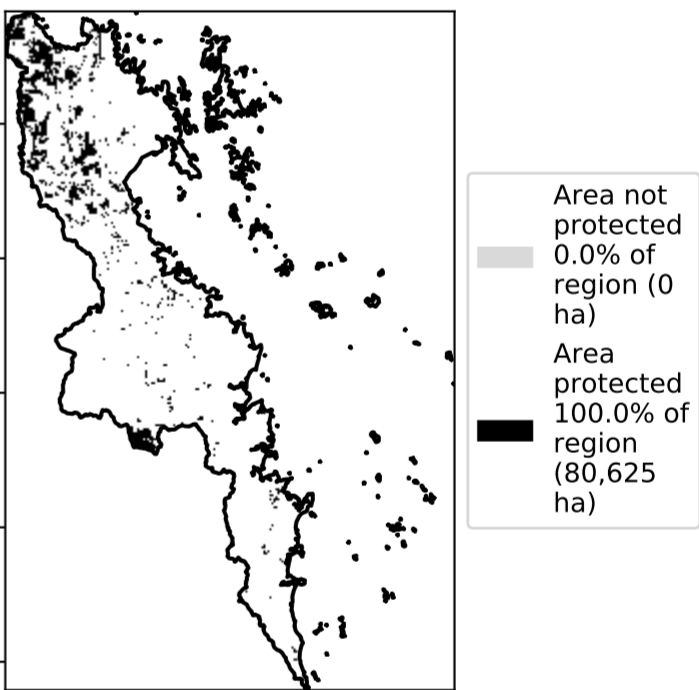 Area not
protected
0.0% of
region (0
ha)
Area
protected
100.0% of
region
(80,625
ha)